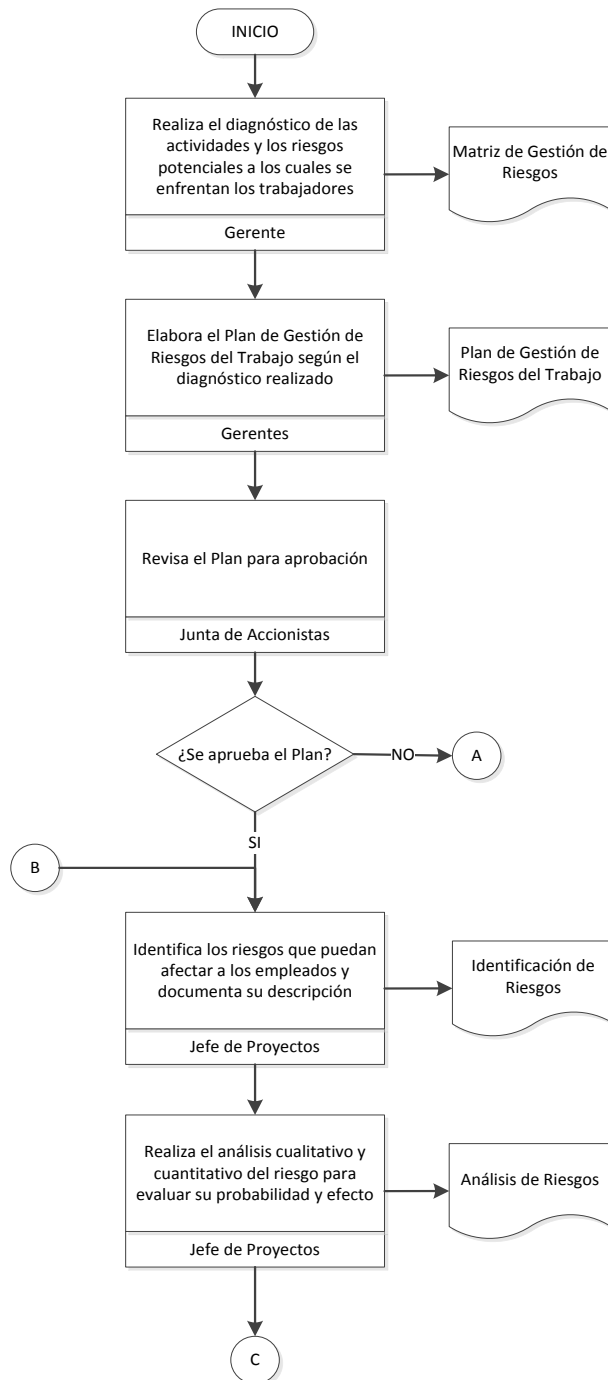 INICIO
Realiza el diagnóstico de las
actividades y los riesgos
potenciales a los cuales se
enfrentan los trabajadores
Gerente
Matriz de Gestión de
Riesgos
Elabora el Plan de Gestión de
Riesgos del Trabajo según el
diagnóstico realizado
Gerentes
Plan de Gestión de
Riesgos del Trabajo
Revisa el Plan para aprobación
Junta de Accionistas
¿Se aprueba el Plan?
NO
A
SI
B
Identifica los riesgos que puedan
afectar a los empleados y
documenta su descripción
Jefe de Proyectos
Identificación de
Riesgos
Realiza el análisis cualitativo y
cuantitativo del riesgo para
evaluar su probabilidad y efecto
Jefe de Proyectos
Análisis de Riesgos
C